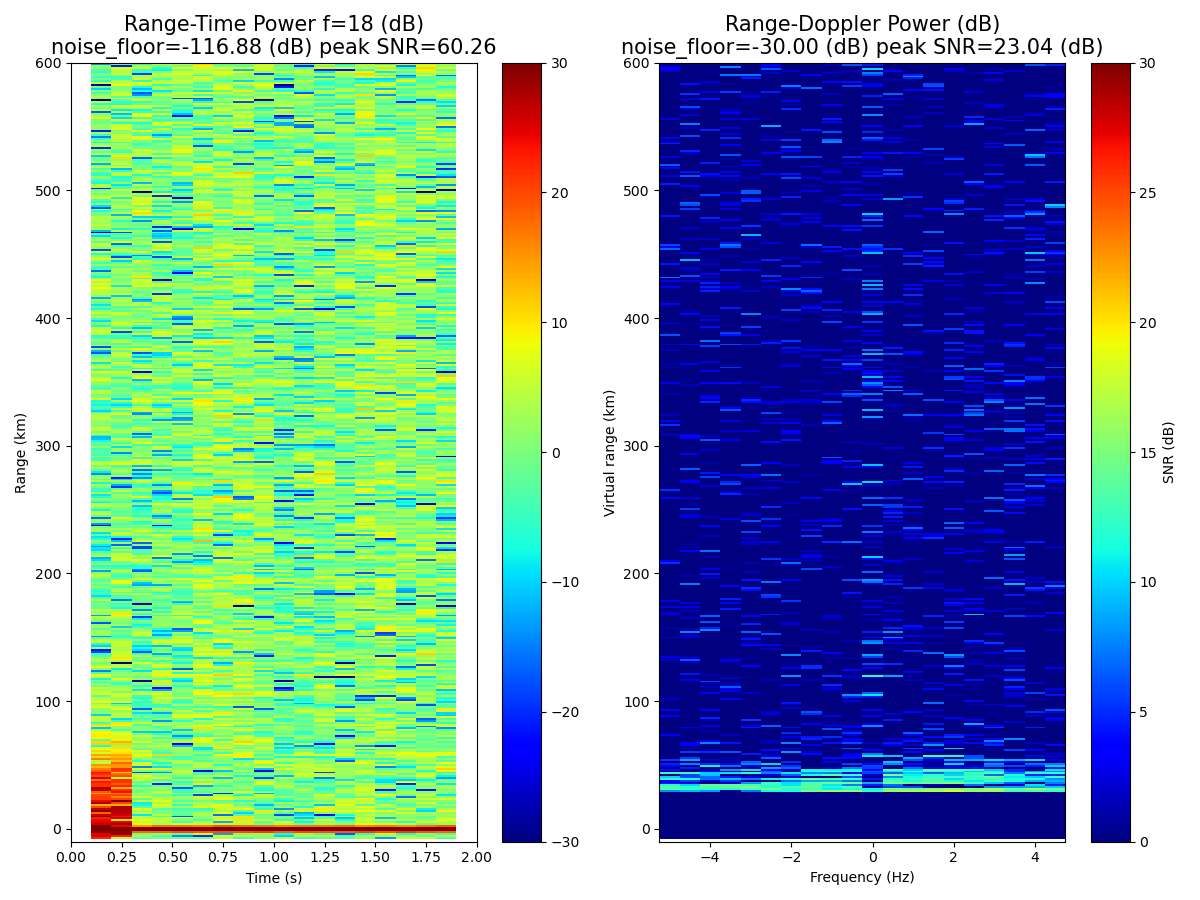 Range-Time Power f=18 (dB)
noise_floor=-116.88 (dB) peak SNR=60.26
600
500
400
300
200
100
0
Range (km)
0.00 0.25 0.50 0.75 1.00 1.25 1.50 1.75 2.00
Time (s)
30
20
10
0
−10
−20
−30
Range-Doppler Power (dB)
noise_floor=-30.00 (dB) peak SNR=23.04 (dB)
600
500
400
300
200
100
0
Virtual range (km)
−4 −2 0 2 4
Frequency (Hz)
30
25
20
15
10
5
0
SNR (dB)